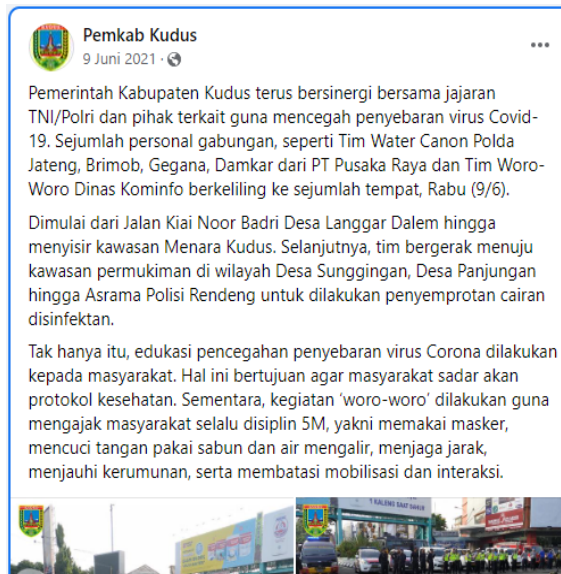 Pemkab Kudus
9 Juni 2021 ·
Pemerintah Kabupaten Kudus terus bersinergi bersama jajaran
TNI/Polri dan pihak terkait guna mencegah penyebaran virus Covid-
19. Sejumlah personal gabungan, seperti Tim Water Canon Polda
Jateng, Brimob, Gegana, Damkar dari PT Pusaka Raya dan Tim Woro-
Woro Dinas Kominfo berkeliling ke sejumlah tempat, Rabu (9/6).
Dimulai dari Jalan Kiai Noor Badri Desa Langgar Dalem hingga
menyisir kawasan Menara Kudus. Selanjutnya, tim bergerak menuju
kawasan permukiman di wilayah Desa Sunggingan, Desa Panjungan
hingga Asrama Polisi Rendeng untuk dilakukan penyemprotan cairan
disinfektan.
Tak hanya itu, edukasi pencegahan penyebaran virus Corona dilakukan
kepada masyarakat. Hal ini bertujuan agar masyarakat sadar akan
protokol kesehatan. Sementara, kegiatan ‘woro-woro’ dilakukan guna
mengajak masyarakat selalu disiplin 5M, yakni memakai masker,
mencuci tangan pakai sabun dan air mengalir, menjaga jarak,
menjauhi kerumunan, serta membatasi mobilisasi dan interaksi.